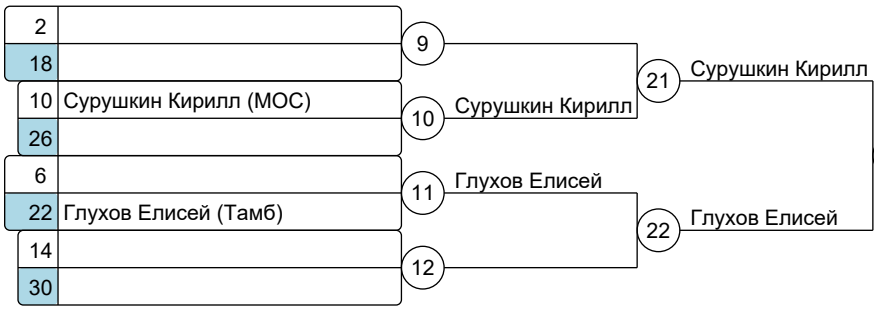 2
9
18
21 Сурушкин Кирилл
10 Сурушкин Кирилл (МОС)
10 Сурушкин Кирилл
26
6
11 Глухов Елисей
22 Глухов Елисей (Тамб)
22 Глухов Елисей
14
12
30